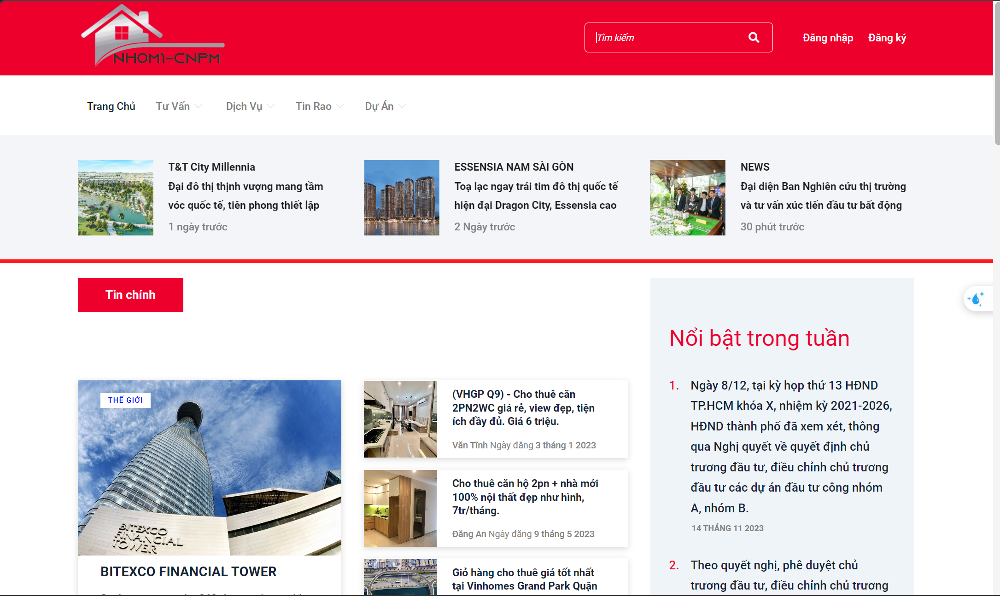 NHOM1-CNPM
Tìm kiếm
Đăng nhập
Đăng ký
Trang Chủ
Tư Vấn
Dịch Vụ
Tin Rao
Dự Án
T&T City Millennia
Đại đô thị thịnh vượng mang tầm
vóc quốc tế, tiên phong thiết lập
1 ngày trước
ESSENSIA NAM SÀI GÒN
Toạ lạc ngay trái tim đô thị quốc tế
hiện đại Dragon City, Essensia cao
2 Ngày trước
NEWS
Đại diện Ban Nghiên cứu thị trường
và tư vấn xúc tiến đầu tư bất động
30 phút trước
Tin chính
THẾ GIỚI
BITEXCO
FINANCIAL
TOWER
BITEXCO FINANCIAL TOWER
(VHGP Q9) - Cho thuê căn
2PN2WC giá rẻ, view đẹp, tiện
ích đầy đủ. Giá 6 triệu.
Văn Tĩnh Ngày đăng 3 tháng 1 2023
Cho thuê căn hộ 2pn + nhà mới
100% nội thất đẹp như hình,
7tr/tháng.
Đăng An Ngày đăng 9 tháng 5 2023
Giỏ hàng cho thuê giá tốt nhất
tại Vinhomes Grand Park Quận
Nổi bật trong tuần
1. Ngày 8/12, tại kỳ họp thứ 13 HĐND
TP.HCM khóa X, nhiệm kỳ 2021-2026,
HĐND thành phố đã xem xét, thông
qua Nghị quyết về quyết định chủ
trương đầu tư, điều chỉnh chủ trương
đầu tư các dự án đầu tư công nhóm
A, nhóm B.
14 THÁNG 11 2023
2. Theo quyết nghị, phê duyệt chủ
trương đầu tư, điều chỉnh chủ trương